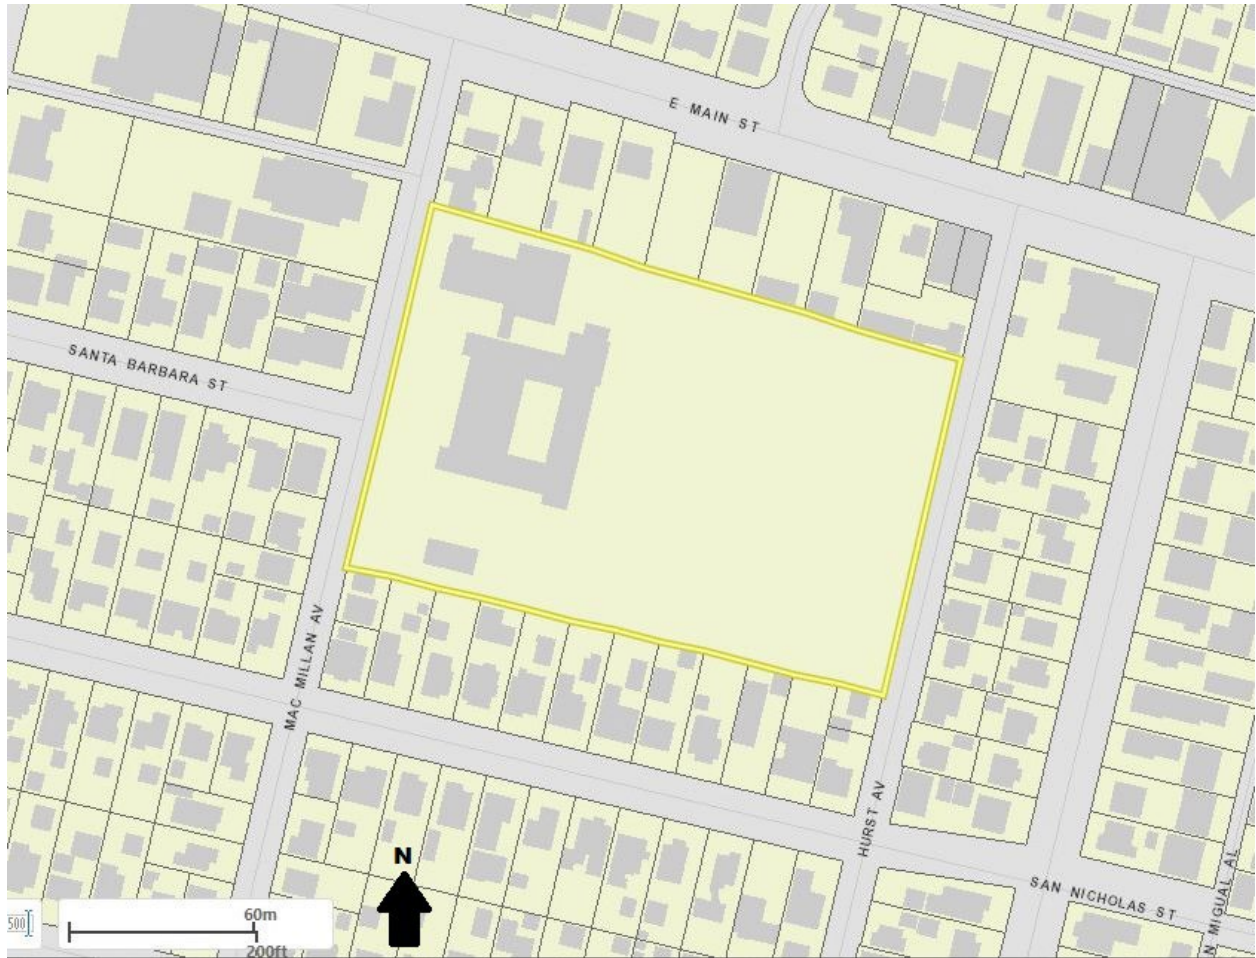 E MAIN ST
SANTA BARBARA ST
MAC MILLAN AV
HURST AV
SAN NICHOLAS ST
N MIGUAL AL
N
500
60m
200ft